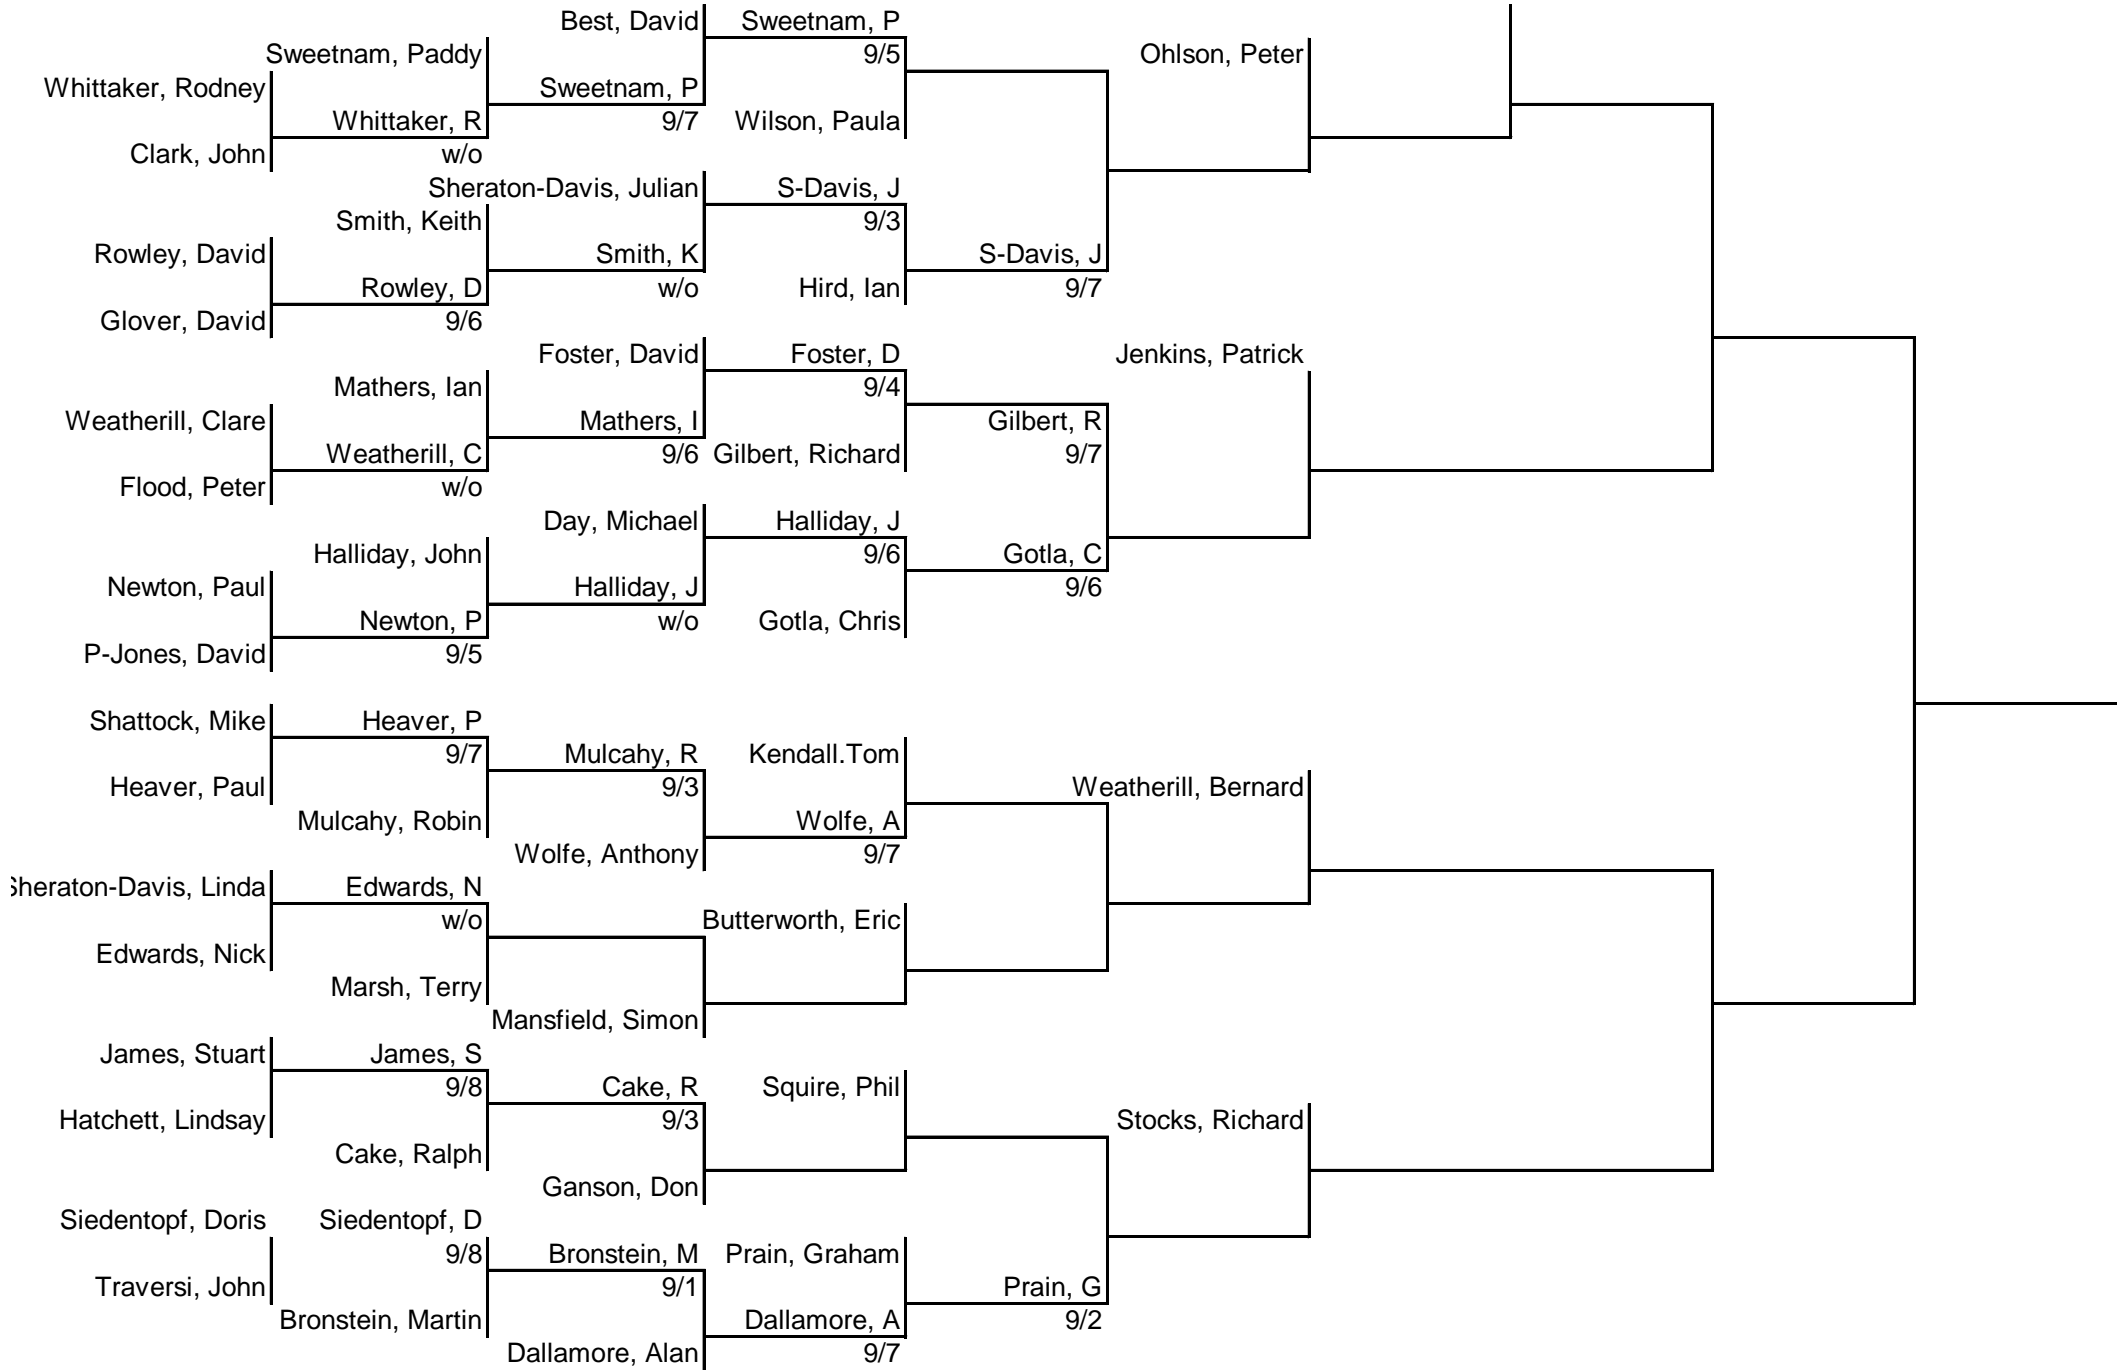 Best, David Sweetnam, P
Sweetnam, Paddy 9/5 Ohlson, Peter
Whittaker, Rodney Sweetnam, P
Whittaker, R 9/7 Wilson, Paula
Clark, John w/o
Sheraton-Davis, Julian S-Davis, J
Smith, Keith 9/3
Rowley, David Smith, K S-Davis, J
Rowley, D w/o Hird, Ian 9/7
Glover, David 9/6
Foster, David Foster, D Jenkins, Patrick
Mathers, Ian 9/4
Weatherill, Clare Mathers, I Gilbert, R
Weatherill, C 9/6 Gilbert, Richard 9/7
Flood, Peter w/o
Day, Michael Halliday, J
Halliday, John 9/6 Gotla, C
Newton, Paul Halliday, J 9/6
Newton, P w/o Gotla, Chris
P-Jones, David 9/5
Shattock, Mike Heaver, P
9/7 Mulcahy, R Kendall.Tom
Heaver, Paul 9/3 Weatherill, Bernard
Mulcahy, Robin Wolfe, A
Wolfe, Anthony 9/7
Sheraton-Davis, Linda Edwards, N
w/o Butterworth, Eric
Edwards, Nick
Marsh, Terry
Mansfield, Simon
James, Stuart James, S
9/8 Cake, R Squire, Phil
Hatchett, Lindsay 9/3 Stocks, Richard
Cake, Ralph
Ganson, Don
Siedentopf, Doris Siedentopf, D
9/8 Bronstein, M Prain, Graham
Traversi, John 9/1 Prain, G
Bronstein, Martin Dallamore, A 9/2
Dallamore, Alan 9/7